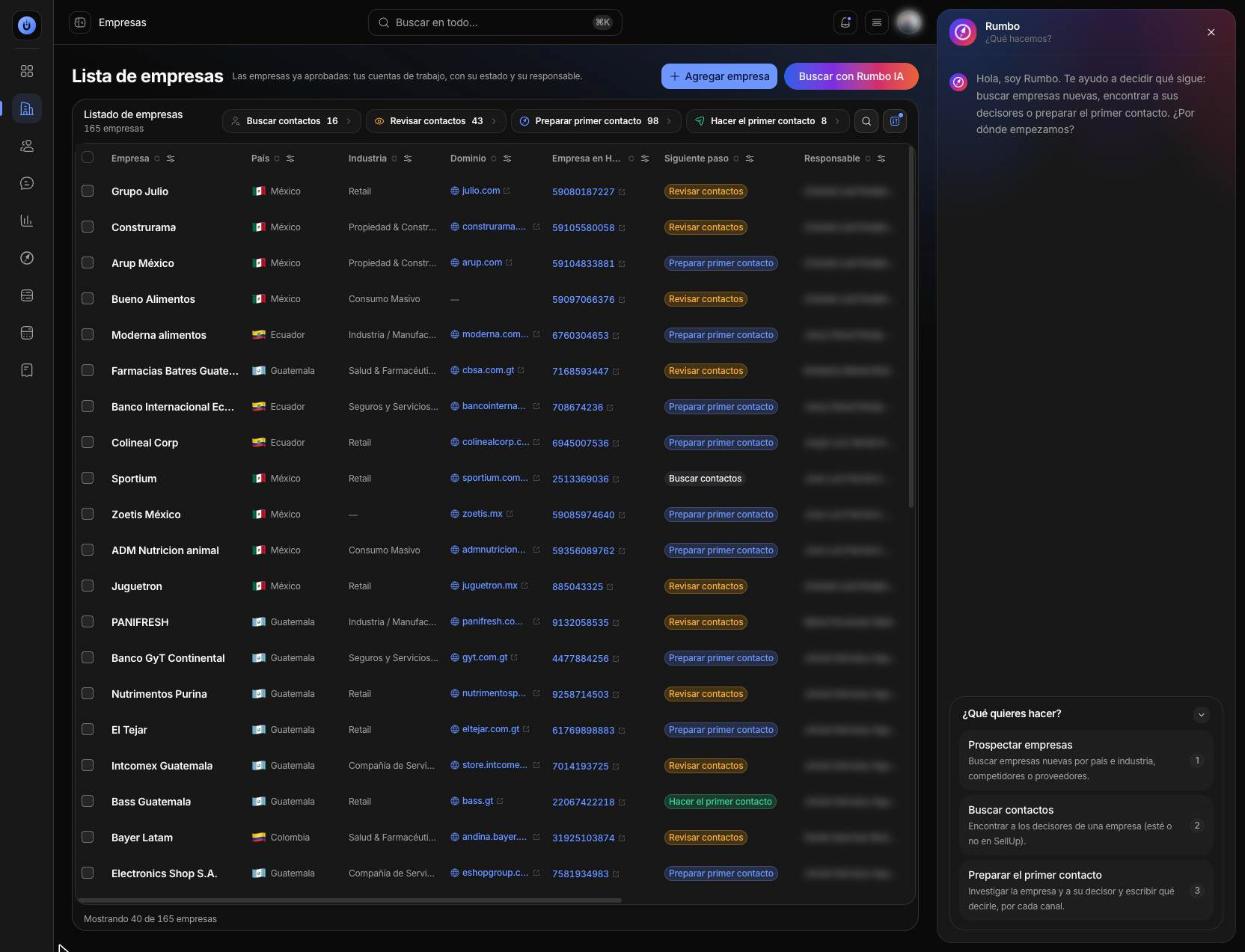 Empresas
Buscar en todo...
⌘K
Lista de empresas
Las empresas ya aprobadas: tus cuentas de trabajo, con su estado y su responsable.
Agregar empresa
Buscar con Rumbo IA
Listado de empresas
165 empresas
Buscar contactos 16
Revisar contactos 43
Preparar primer contacto 98
Hacer el primer contacto 8
Empresa País Industria Dominio Empresa en H... Siguiente paso Responsable
Grupo Julio México Retail julio.com 59080187227 Revisar contactos
Construrama México Propiedad & Constr... construrama.... 59105580058 Revisar contactos
Arup México México Propiedad & Constr... arup.com 59104833881 Preparar primer contacto
Bueno Alimentos México Consumo Masivo — 59097066376 Revisar contactos
Moderna alimentos Ecuador Industria / Manufac... moderna.com... 6760304653 Preparar primer contacto
Farmacias Batres Guate... Guatemala Salud & Farmacéuti... cbsa.com.gt 7168593447 Revisar contactos
Banco Internacional Ec... Ecuador Seguros y Servicios... bancointerna... 708674236 Preparar primer contacto
Colineal Corp Ecuador Retail colinealcorp.c... 6945007536 Preparar primer contacto
Sportium México Retail sportium.com... 2513369036 Buscar contactos
Zoetis México México — zoetis.mx 59085974640 Preparar primer contacto
ADM Nutricion animal México Consumo Masivo admnutricion... 59356089762 Preparar primer contacto
Juguetron México Retail juguetron.mx 885043325 Revisar contactos
PANIFRESH Guatemala Industria / Manufac... panifresh.co... 9132058535 Revisar contactos
Banco GyT Continental Guatemala Seguros y Servicios... gyt.com.gt 4477884256 Preparar primer contacto
Nutrimentos Purina Guatemala Retail nutrimentosp... 9258714503 Revisar contactos
El Tejar Guatemala Retail eltejar.com.gt 61769898883 Preparar primer contacto
Intcomex Guatemala Guatemala Compañía de Servi... store.intcome... 7014193725 Revisar contactos
Bass Guatemala Guatemala Retail bass.gt 22067422218 Hacer el primer contacto
Bayer Latam Colombia Salud & Farmacéuti... andina.bayer.... 31925103874 Revisar contactos
Electronics Shop S.A. Guatemala Compañía de Servi... eshopgroup.c... 7581934983 Preparar primer contacto
Mostrando 40 de 165 empresas
Rumbo
¿Qué hacemos?
Hola, soy Rumbo. Te ayudo a decidir qué sigue:
buscar empresas nuevas, encontrar a sus
decisores o preparar el primer contacto. ¿Por
dónde empezamos?
¿Qué quieres hacer?
Prospectar empresas
Buscar empresas nuevas por país e industria,
competidores o proveedores.
1
Buscar contactos
Encontrar a los decisores de una empresa (esté o
no en SellUp).
2
Preparar el primer contacto
Investigar la empresa y a su decisor y escribir qué
decirle, por cada canal.
3